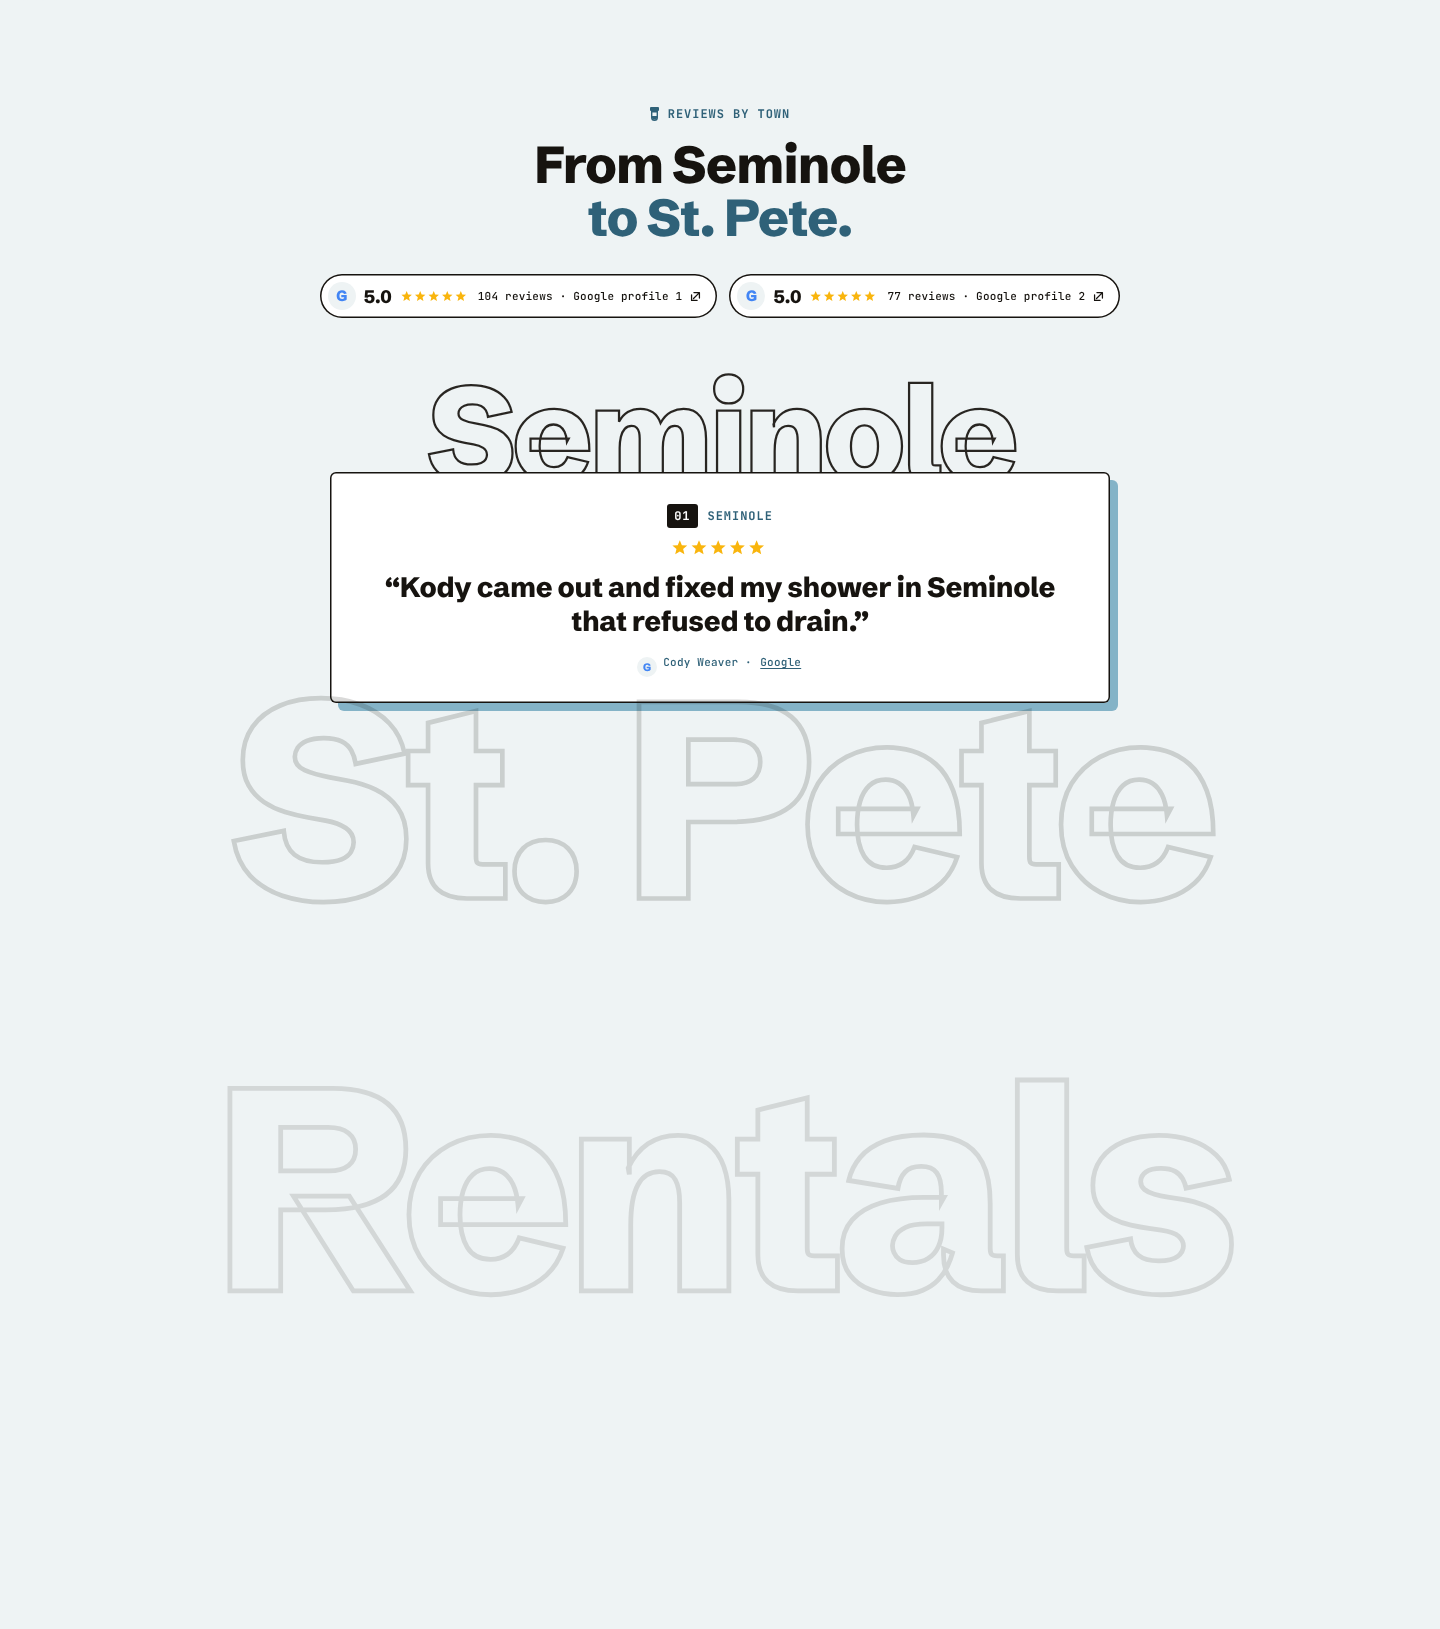 REVIEWS BY TOWN
From Seminole
to St. Pete.
G 5.0 104 reviews · Google profile 1
G 5.0 77 reviews · Google profile 2
Seminole
01 SEMINOLE
“Kody came out and fixed my shower in Seminole
that refused to drain.”
G Cody Weaver · Google
St. Pete
Rentals